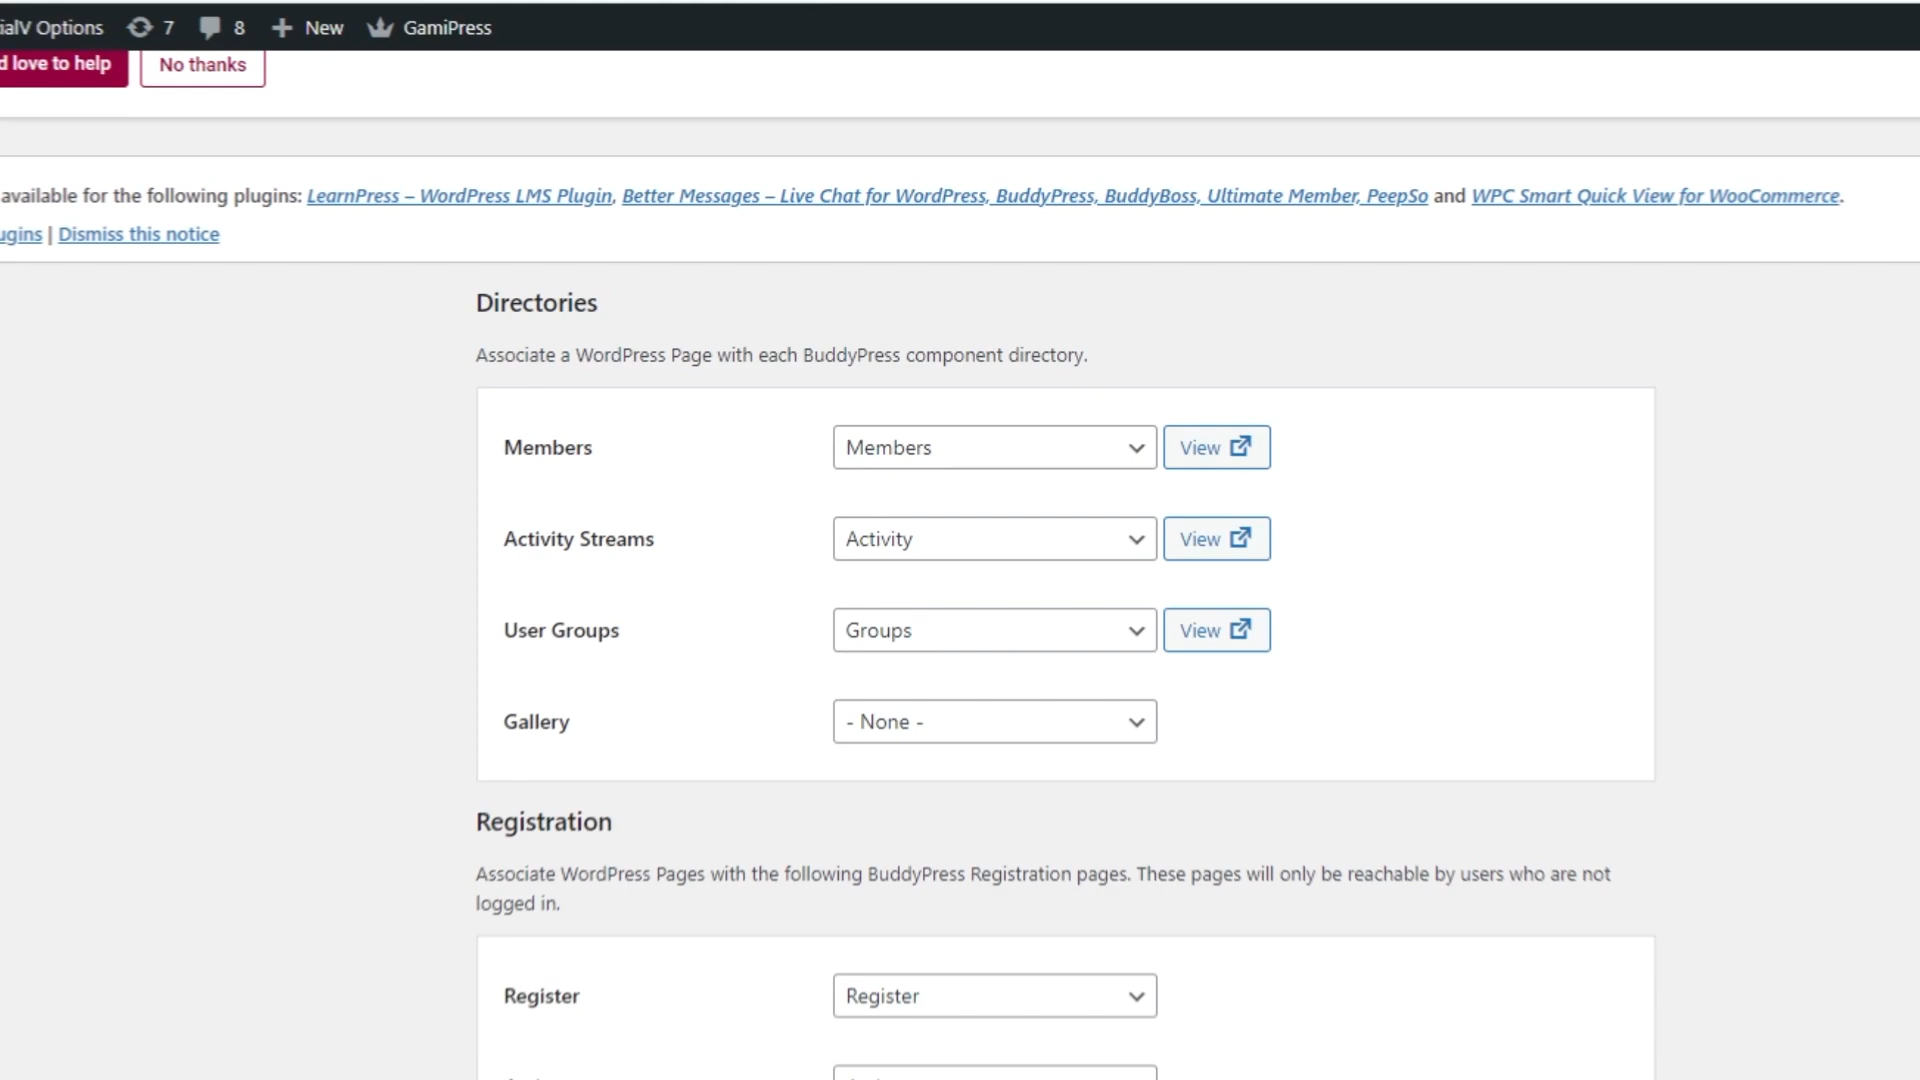 ialV Options 7 8 New GamiPress
d love to help No thanks
available for the following plugins: LearnPress – WordPress LMS Plugin, Better Messages – Live Chat for WordPress, BuddyPress, BuddyBoss, Ultimate Member, PeepSo and WPC Smart Quick View for WooCommerce.
ugins | Dismiss this notice
Directories
Associate a WordPress Page with each BuddyPress component directory.
Members Members View
Activity Streams Activity View
User Groups Groups View
Gallery - None -
Registration
Associate WordPress Pages with the following BuddyPress Registration pages. These pages will only be reachable by users who are not
logged in.
Register Register